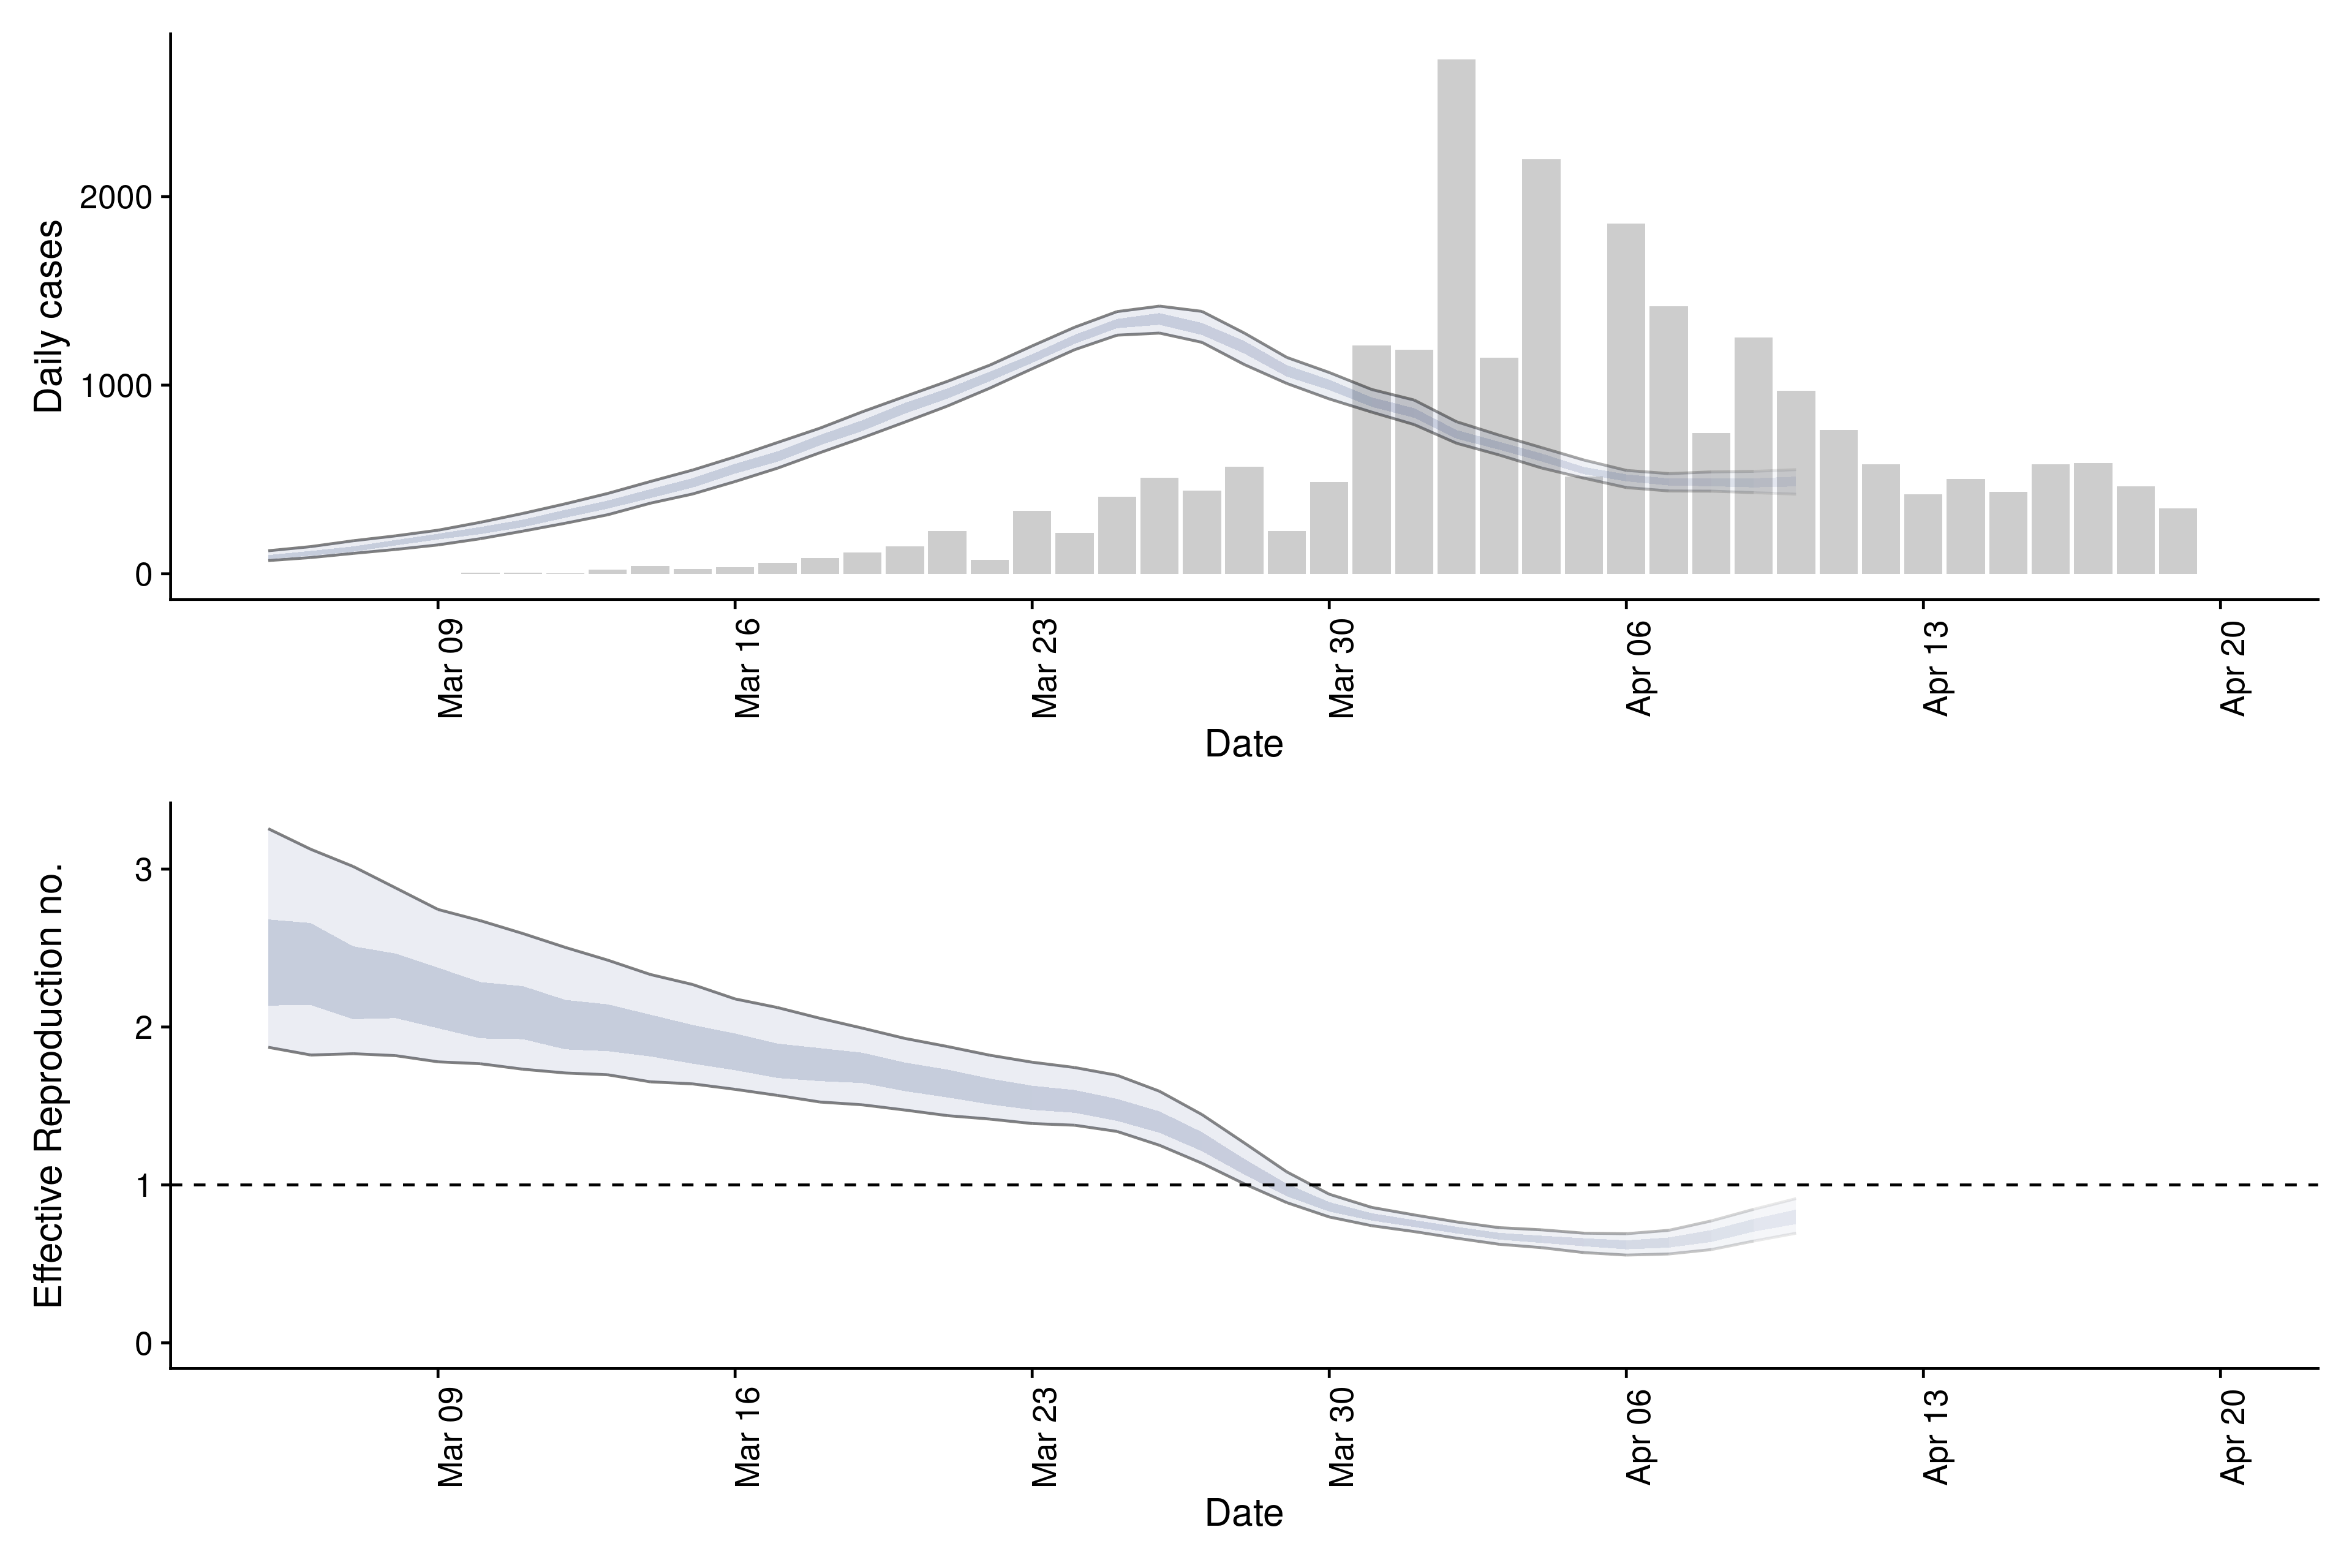 Daily cases
2000
1000
0
Mar 09
Mar 16
Mar 23
Mar 30
Apr 06
Apr 13
Apr 20
Date
Effective Reproduction no.
3
2
1
0
Mar 09
Mar 16
Mar 23
Mar 30
Apr 06
Apr 13
Apr 20
Date